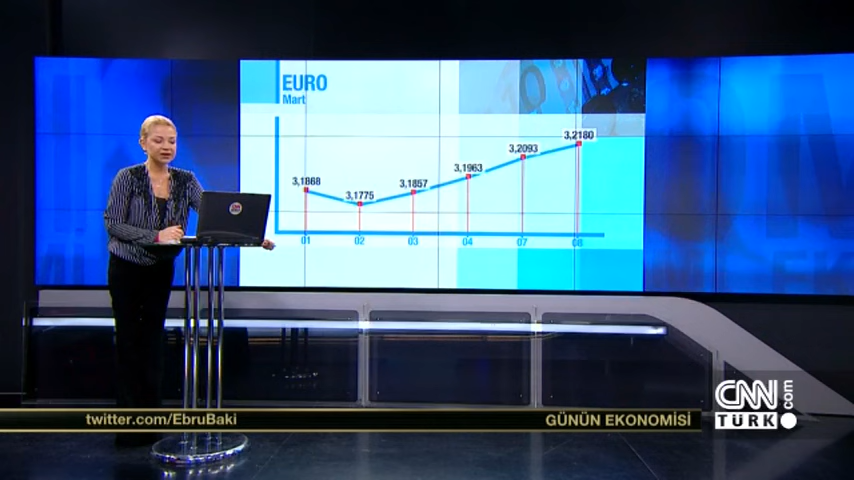 EURO
Mart
3,1868
3,1775
3,1857
3,1963
3,2093
3,2180
01
02
03
04
07
08
twitter.com/EbruBaki
GÜNÜN EKONOMİSİ
CNN
TÜRK.com